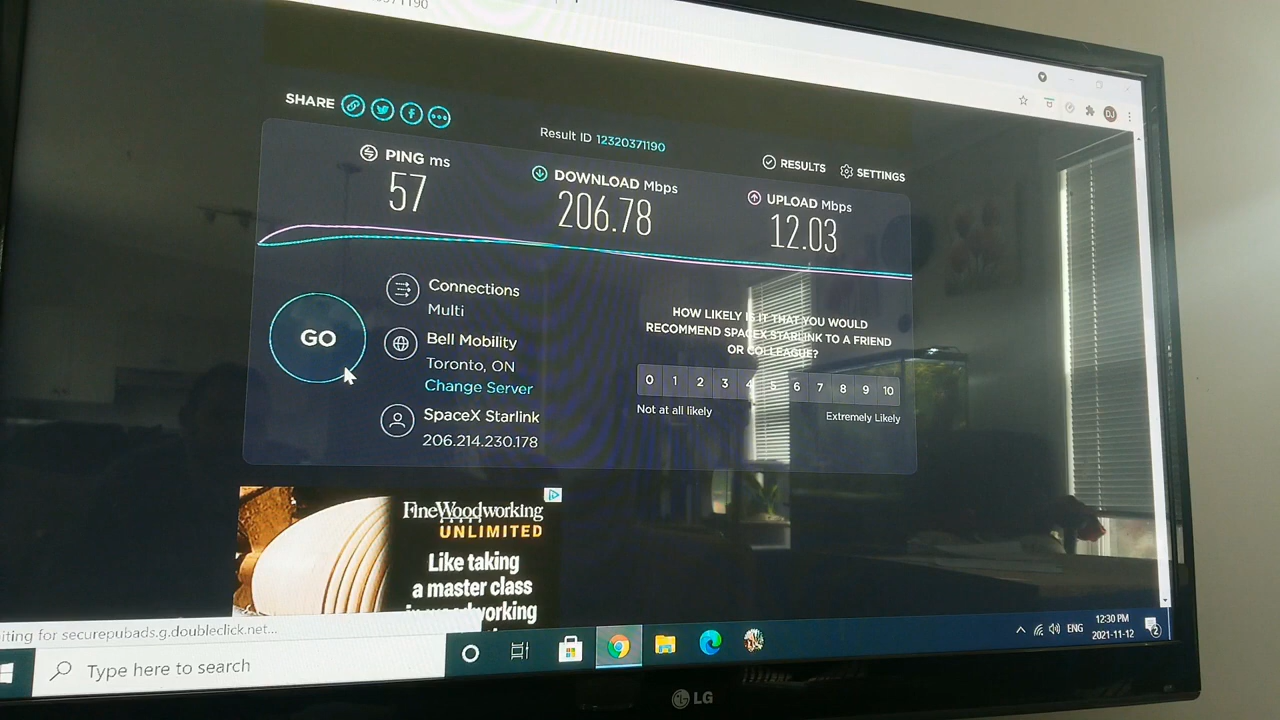 SHARE
Result ID 12320371190
RESULTS
SETTINGS
PING ms
57
DOWNLOAD Mbps
206.78
UPLOAD Mbps
12.03
GO
Connections
Multi
Bell Mobility
Toronto, ON
Change Server
SpaceX Starlink
206.214.230.178
HOW LIKELY IS IT THAT YOU WOULD
RECOMMEND SPACEX STARLINK TO A FRIEND
OR COLLEAGUE?
0 1 2 3 4 5 6 7 8 9 10
Not at all likely
Extremely Likely
FineWoodworking
UNLIMITED
Like taking
a master class
in woodworking
iting for securepubads.g.doubleclick.net...
Type here to search
ENG
12:30 PM
2021-11-12
2
DJ
LG